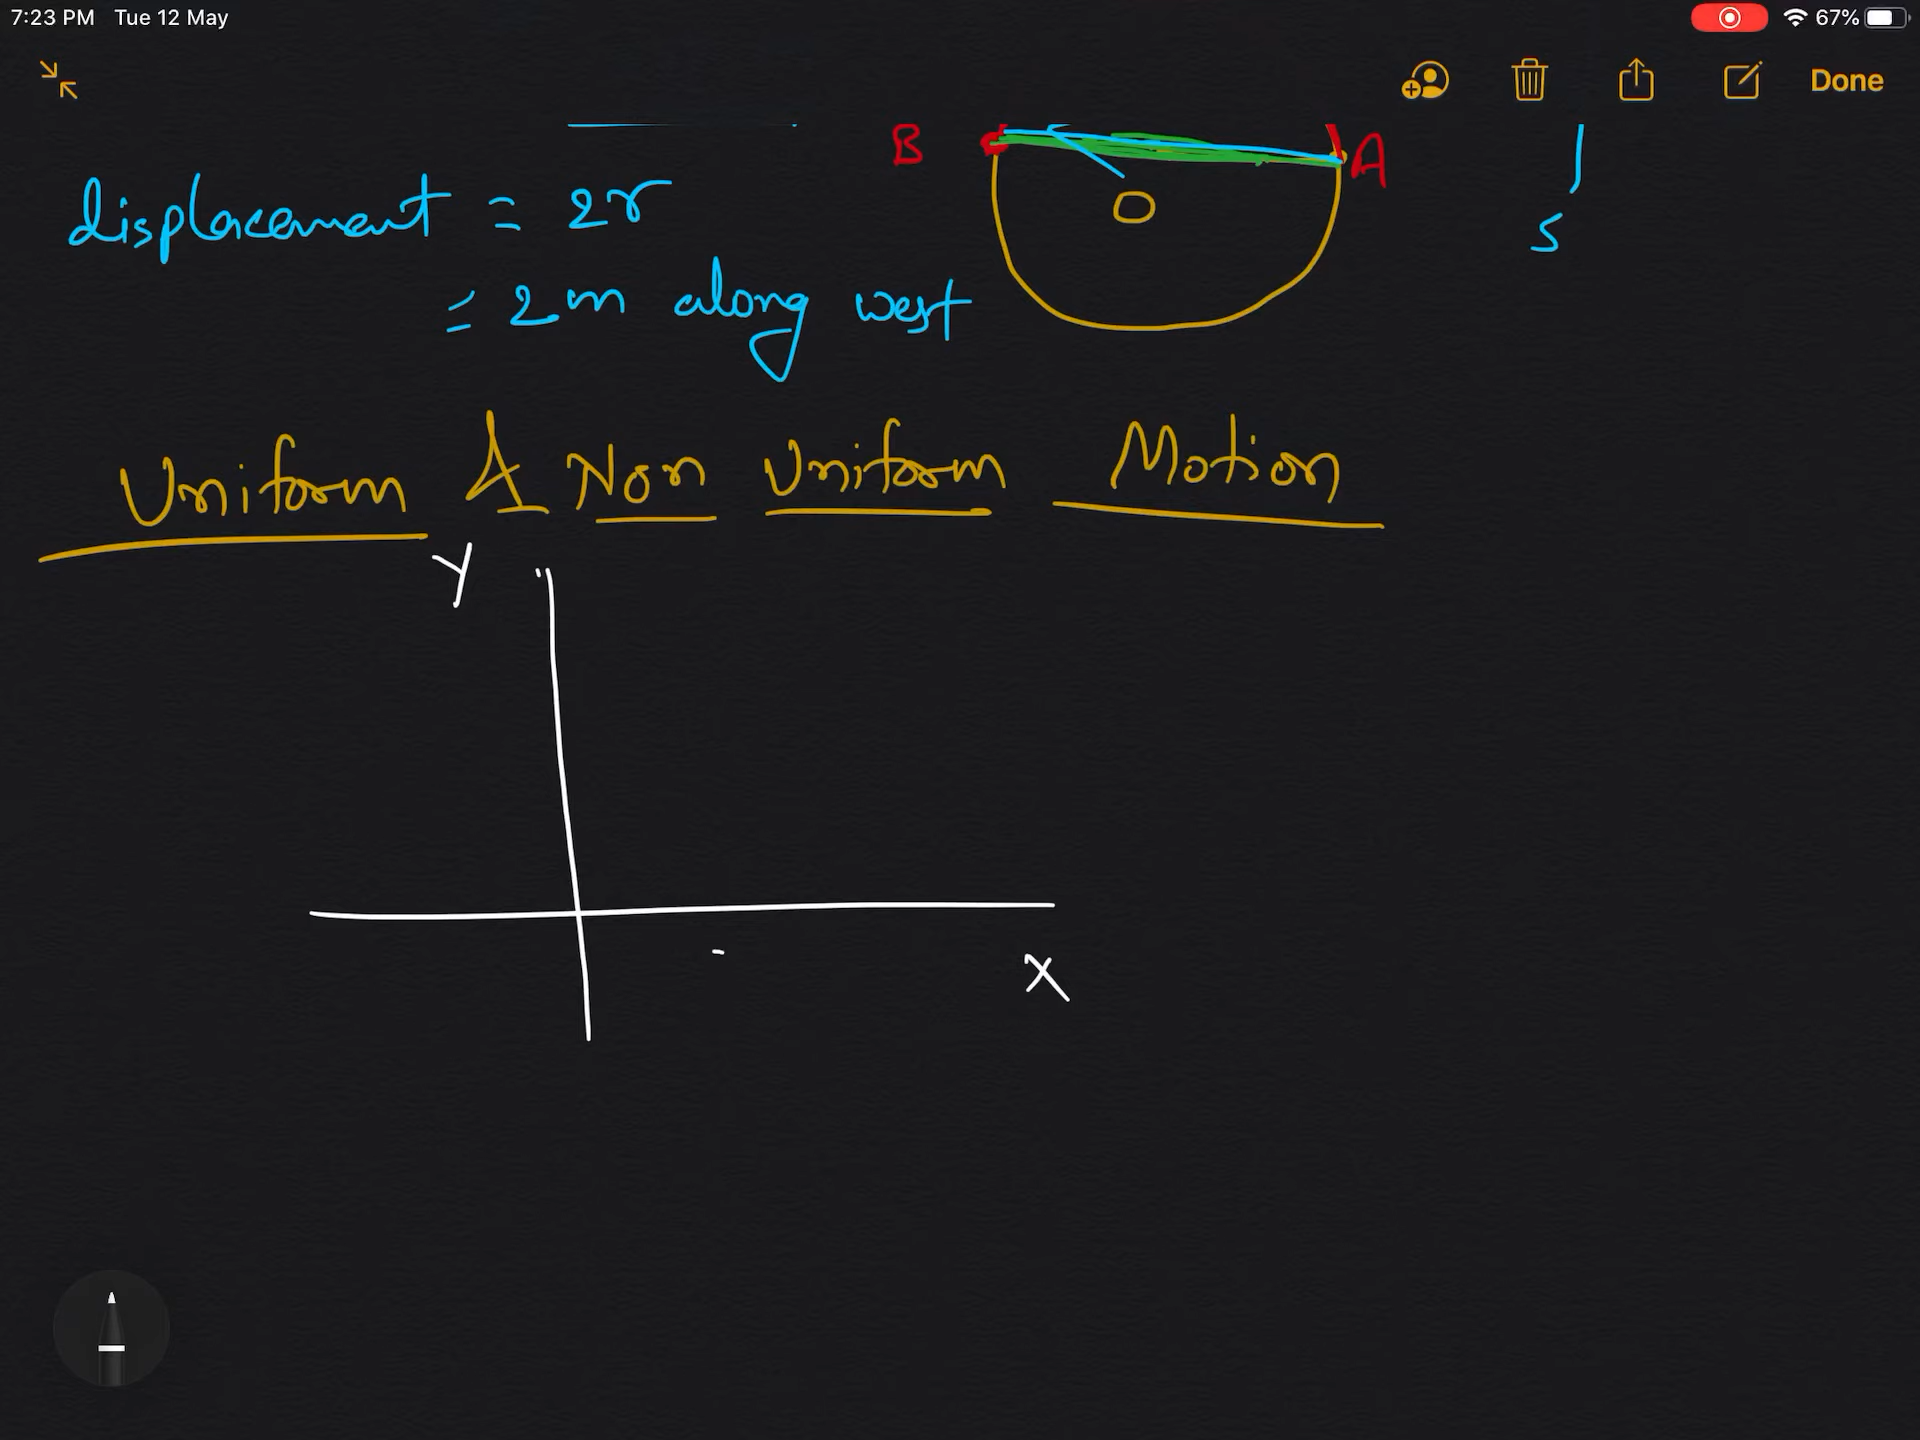 7:23 PM Tue 12 May 67%
Done
B A
O
S
displacement = 2r
= 2m along west
Uniform & Non Uniform Motion
Y
X